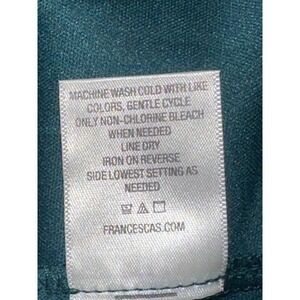 MACHINE WASH COLD WITH LIKE
COLORS, GENTLE CYCLE
ONLY NON-CHLORINE BLEACH
WHEN NEEDED
LINE DRY
IRON ON REVERSE
SIDE LOWEST SETTING AS
NEEDED
FRANCESCAS.COM